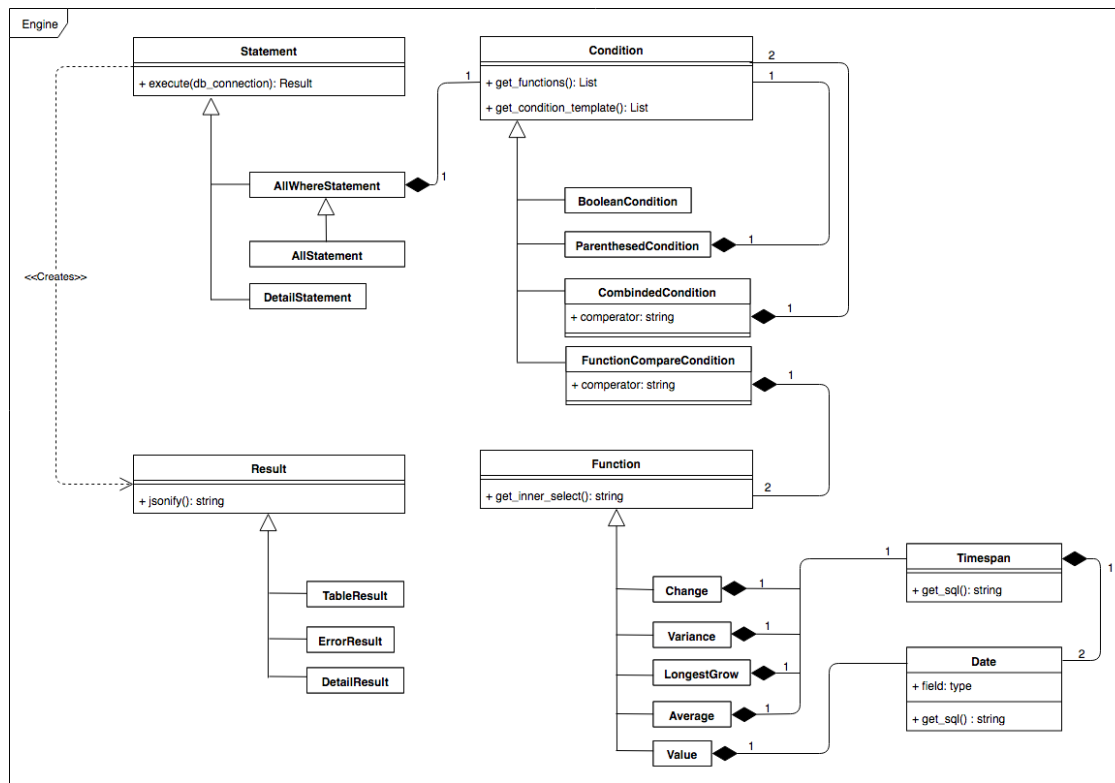 Engine
Statement
+ execute(db_connection): Result
Condition
+ get_functions(): List
+ get_condition_template(): List
2
1
1
1
AllWhereStatement
AllStatement
DetailStatement
<<Creates>>
BooleanCondition
ParenthesedCondition
1
CombindedCondition
+ comperator: string
1
FunctionCompareCondition
+ comperator: string
1
Result
+ jsonify(): string
Function
+ get_inner_select(): string
2
TableResult
ErrorResult
DetailResult
Change
1
Variance
1
LongestGrow
1
Average
1
Value
1
1
Timespan
+ get_sql(): string
1
2
Date
+ field: type
+ get_sql() : string